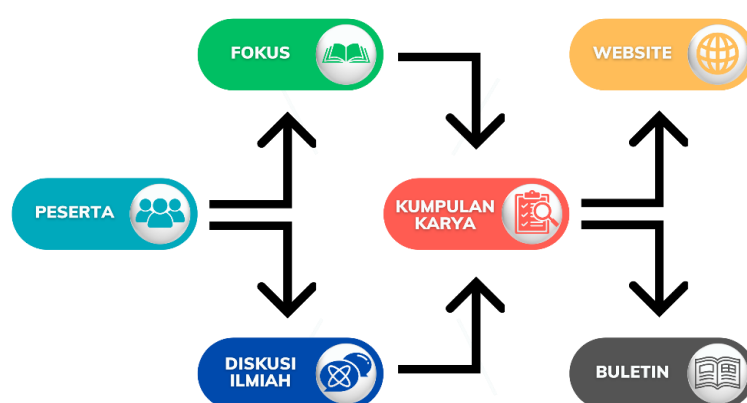 FOKUS
WEBSITE
PESERTA
KUMPULAN
KARYA
DISKUSI
ILMIAH
BULETIN